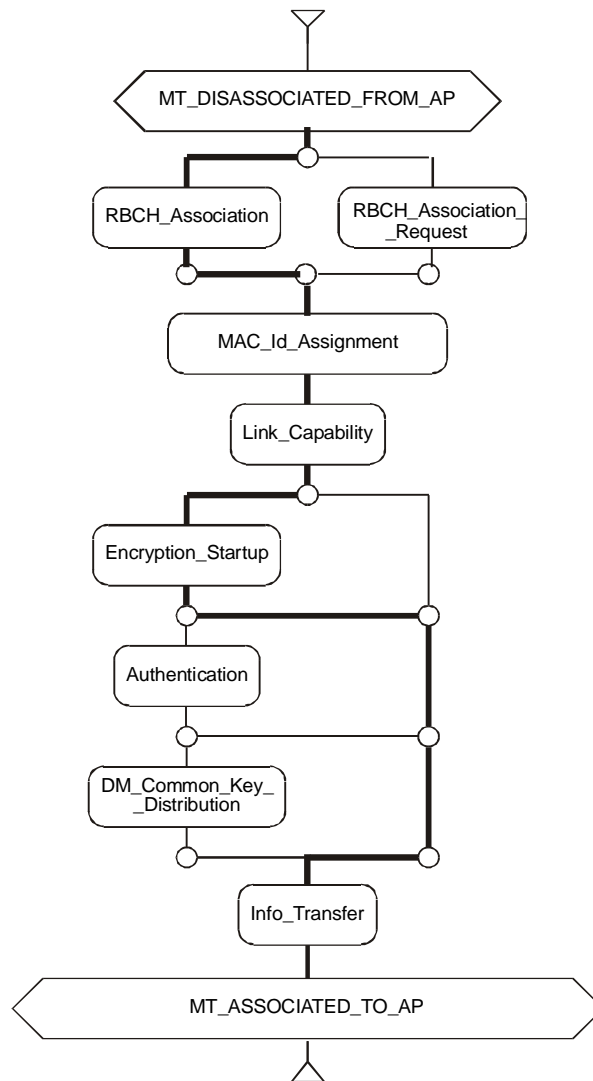 MT_DISASSOCIATED_FROM_AP
RBCH_Association
RBCH_Association_
_Request
MAC_Id_Assignment
Link_Capability
Encryption_Startup
Authentication
DM_Common_Key_
_Distribution
Info_Transfer
MT_ASSOCIATED_TO_AP